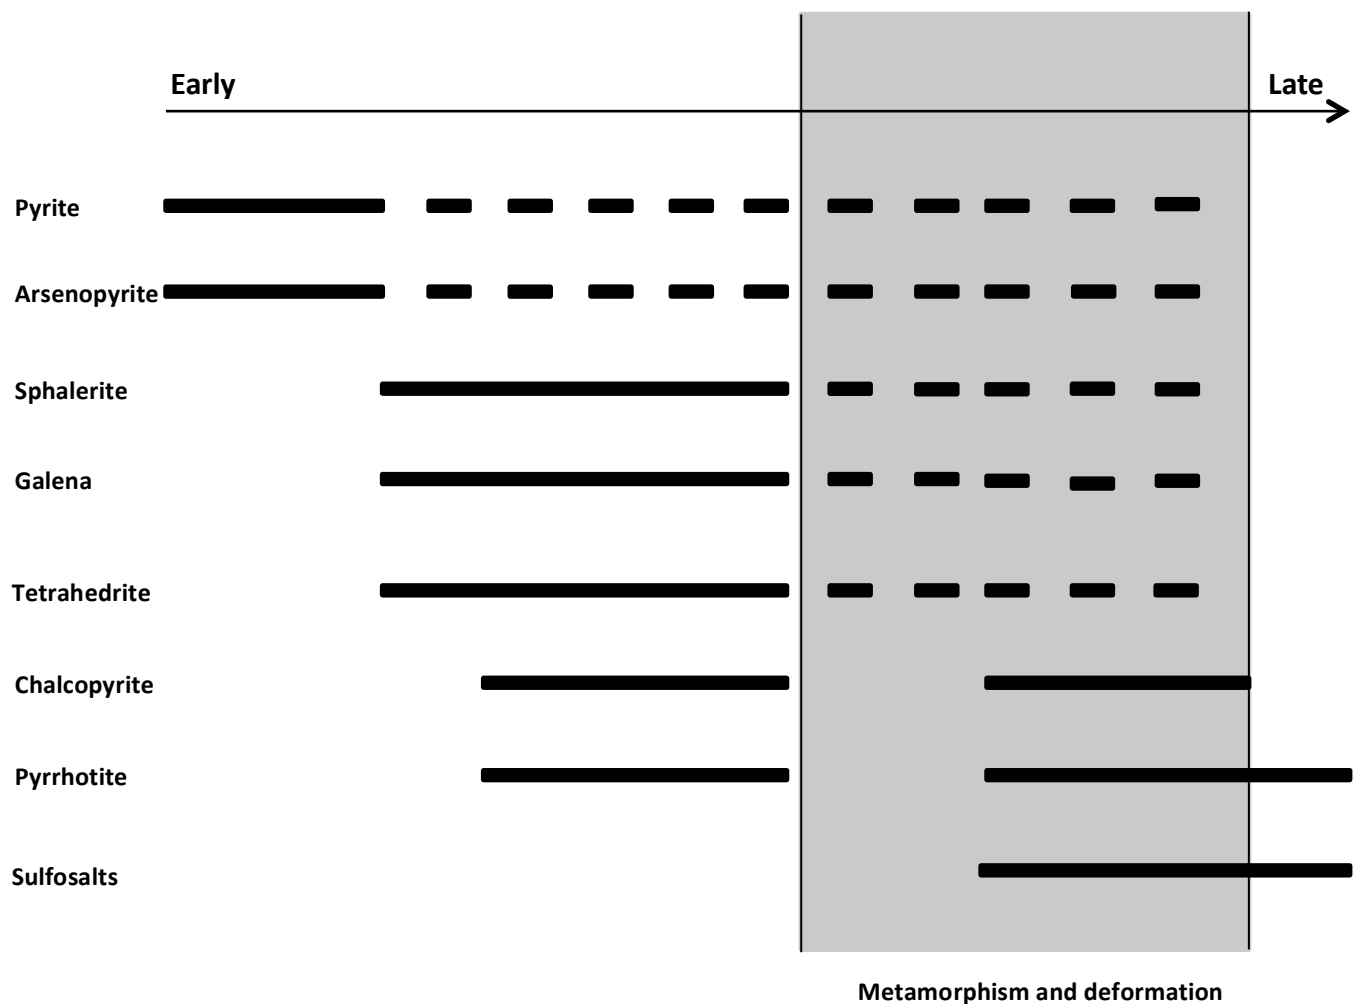 Early
Late
Pyrite
Arsenopyrite
Sphalerite
Galena
Tetrahedrite
Chalcopyrite
Pyrrhotite
Sulfosalts
Metamorphism and deformation